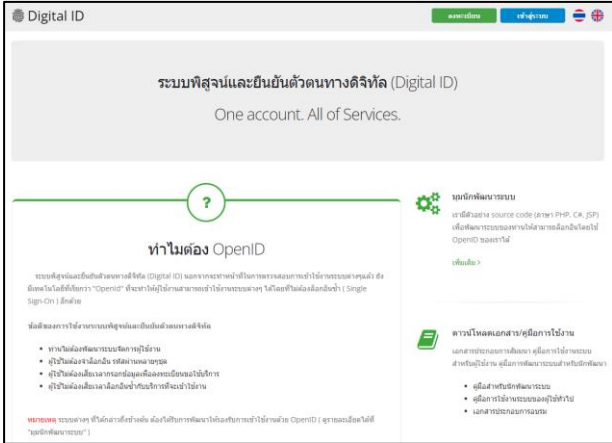 Digital ID
ลงทะเบียน
เข้าสู่ระบบ
ระบบพิสูจน์และยืนยันตัวตนทางดิจิทัล (Digital ID)
One account. All of Services.
?
ทำไมต้อง OpenID
ระบบพิสูจน์และยืนยันตัวตนทางดิจิทัล (Digital ID) นอกจากจะทำหน้าที่ในการตรวจสอบการเข้าใช้งานระบบต่างๆแล้ว ยัง
มีเทคโนโลยีที่เรียกว่า "OpenId" ที่จะทำให้ผู้ใช้งานสามารถเข้าใช้งานระบบต่างๆ ได้โดยที่ไม่ต้องล็อกอินซ้ำ ( Single
Sign-On ) อีกด้วย
ข้อดีของการใช้งานระบบพิสูจน์และยืนยันตัวตนทางดิจิทัล
ท่านไม่ต้องพัฒนาระบบจัดการผู้ใช้งาน
ผู้ใช้ไม่ต้องจำล็อกอิน รหัสผ่านหลายๆชุด
ผู้ใช้ไม่ต้องเสียเวลากรอกข้อมูลเพื่อลงทะเบียนขอใช้บริการ
ผู้ใช้ไม่ต้องเสียเวลาล็อกอินซ้ำกับบริการที่จะเข้าใช้งาน
หมายเหตุ ระบบต่างๆ ที่ได้กล่าวถึงข้างต้น ต้องได้รับการพัฒนาให้รองรับการเข้าใช้งานด้วย OpenID ( ดูรายละเอียดได้ที่
"มุมนักพัฒนาระบบ" )
มุมนักพัฒนาระบบ
เรามีตัวอย่าง source code (ภาษา PHP, C#, JSP)
เพื่อพัฒนาระบบของท่านให้สามารถล็อกอินโดยใช้
OpenID ของเราได้
เพิ่มเติม >
ดาวน์โหลดเอกสาร/คู่มือการใช้งาน
เอกสารประกอบการสัมมนา คู่มือการใช้งานระบบ
สำหรับผู้ใช้งาน คู่มือการพัฒนาระบบสำหรับนักพัฒนา
คู่มือสำหรับนักพัฒนาระบบ
คู่มือการใช้งานระบบของผู้ใช้ทั่วไป
เอกสารประกอบการอบรม